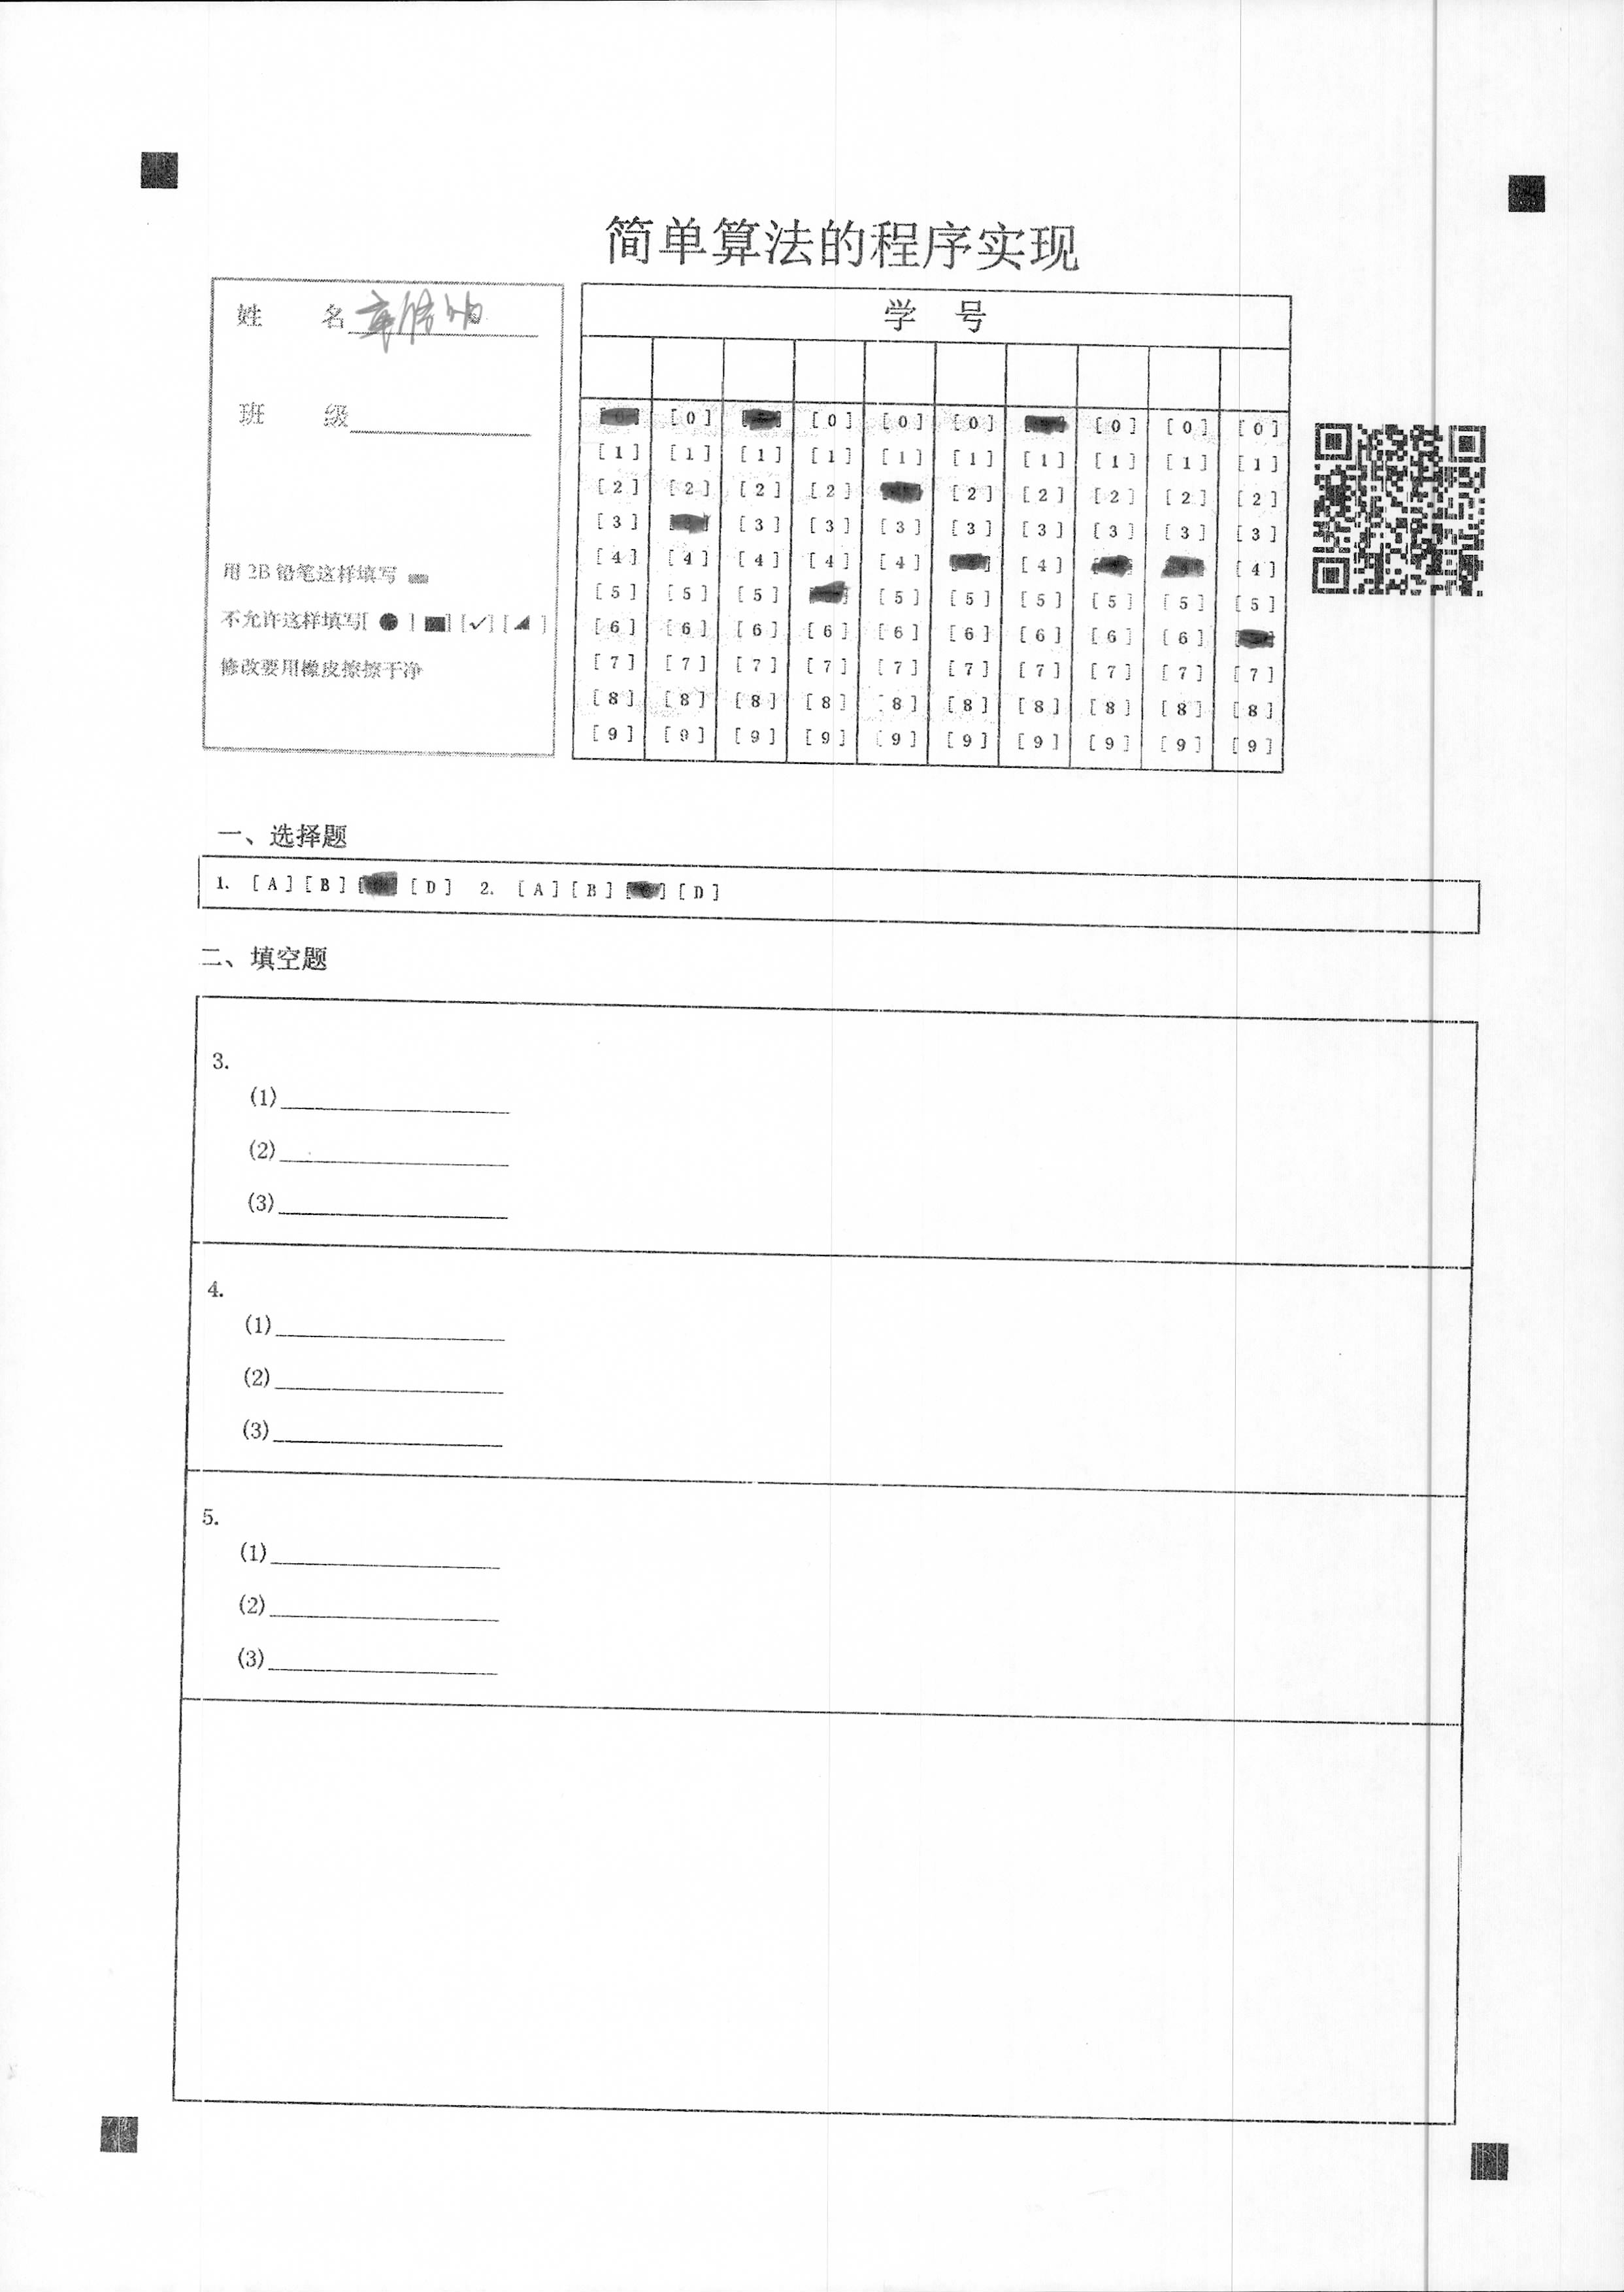 简单算法的程序实现
姓 名
学 号
班 级
[0] [0] [0] [0] [0] [0] [0]
[1] [1] [1] [1] [1] [1] [1] [1] [1] [1]
[2] [2] [2] [2] [2] [2] [2] [2] [2]
[3] [3] [3] [3] [3] [3] [3] [3] [3]
[4] [4] [4] [4] [4] [4] [4]
[5] [5] [5] [5] [5] [5] [5] [5] [5]
[6] [6] [6] [6] [6] [6] [6] [6] [6]
[7] [7] [7] [7] [7] [7] [7] [7] [7] [7]
[8] [8] [8] [8] [8] [8] [8] [8] [8] [8]
[9] [9] [9] [9] [9] [9] [9] [9] [9] [9]
用 2B 铅笔这样填写
不允许这样填写[●] [■] [✓] [◢]
修改要用橡皮擦擦干净
一、选择题
1. [A] [B] [D] 2. [A] [B] [C] [D]
二、填空题
3.
(1)
(2)
(3)
4.
(1)
(2)
(3)
5.
(1)
(2)
(3)